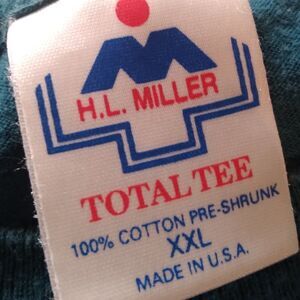 H.L. MILLER
TOTAL TEE
100% COTTON PRE-SHRUNK
XXL
MADE IN U.S.A.